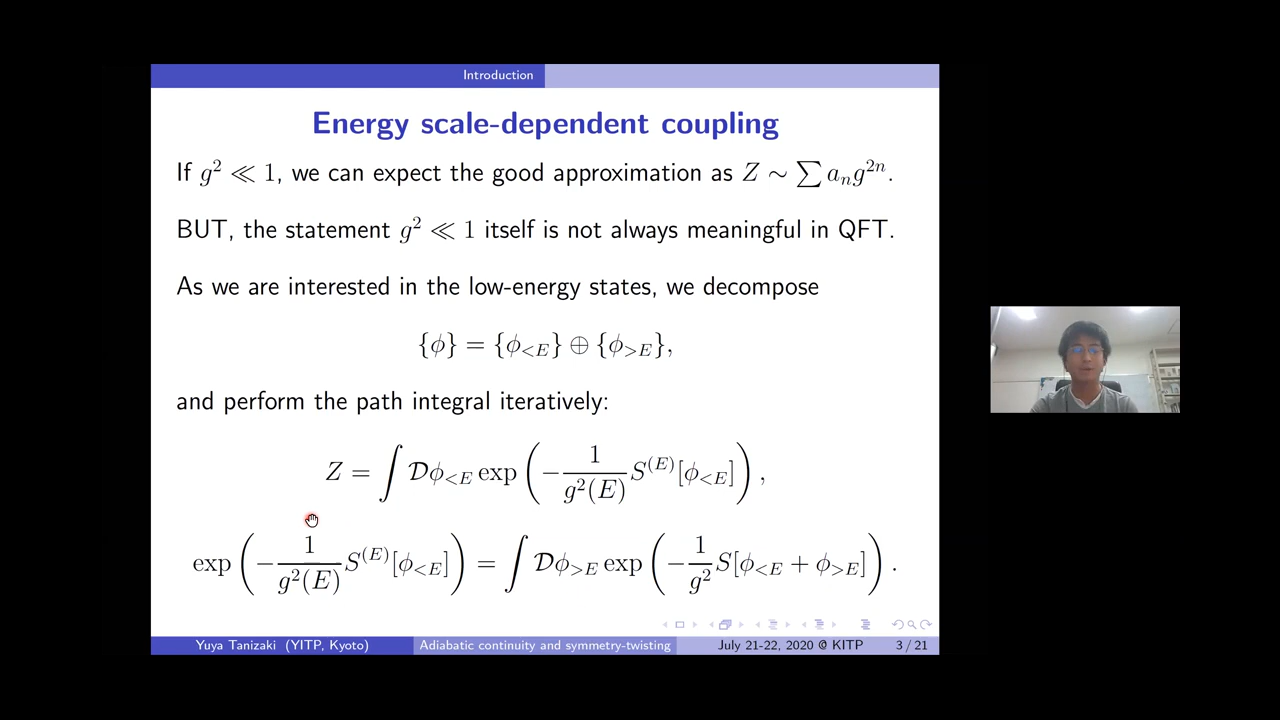 Introduction
Energy scale-dependent coupling
If $g^2 \ll 1$, we can expect the good approximation as $Z \sim \sum a_n g^{2n}$.
BUT, the statement $g^2 \ll 1$ itself is not always meaningful in QFT.
As we are interested in the low-energy states, we decompose
$\{\phi\} = \{\phi_{<E}\} \oplus \{\phi_{>E}\},$
and perform the path integral iteratively:
$Z = \int \mathcal{D}\phi_{<E} \exp\left(-\frac{1}{g^2(E)} S^{(E)}[\phi_{<E}]\right),$
$\exp\left(-\frac{1}{g^2(E)} S^{(E)}[\phi_{<E}]\right) = \int \mathcal{D}\phi_{>E} \exp\left(-\frac{1}{g^2} S[\phi_{<E} + \phi_{>E}]\right).$
Yuya Tanizaki (YITP, Kyoto) Adiabatic continuity and symmetry-twisting July 21-22, 2020 @ KITP 3 / 21